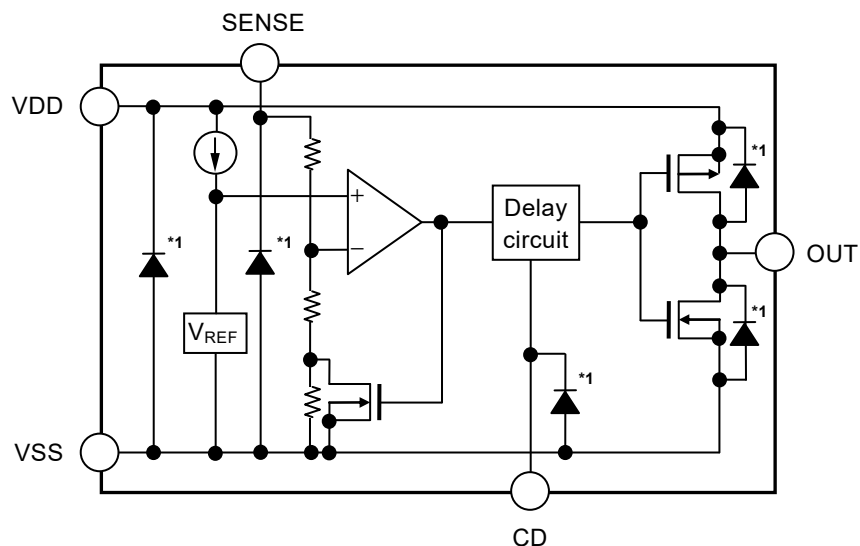 SENSE
VDD
*1
*1
*1
+
−
Delay
circuit
OUT
VREF
*1
*1
VSS
CD